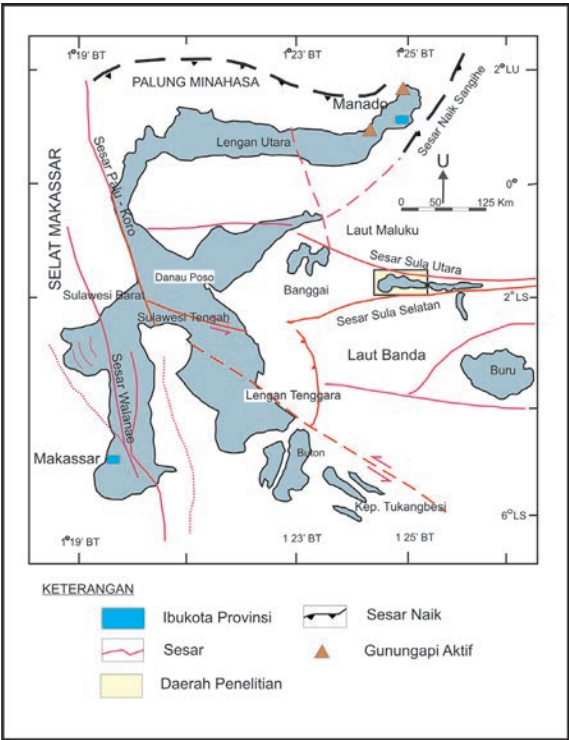 1°19' BT
1°23' BT
1°25' BT
2°LU
PALUNG MINAHASA
Manado
Sesar Naik Sangihe
Lengan Utara
Sesar Palu - Koro
SELAT MAKASSAR
U
0°
0 50 125 Km
Laut Maluku
Sesar Sula Utara
Danau Poso
Banggai
Sulawesi Barat
2°LS
Sulawesi Tengah
Sesar Sula Selatan
Laut Banda
Buru
Sesar Walanae
Lengan Tenggara
Makassar
Buton
Kep. Tukangbesi
6°LS
1°19' BT
1 23' BT
1 25' BT
KETERANGAN
Ibukota Provinsi
Sesar Naik
Sesar
Gunungapi Aktif
Daerah Penelitian